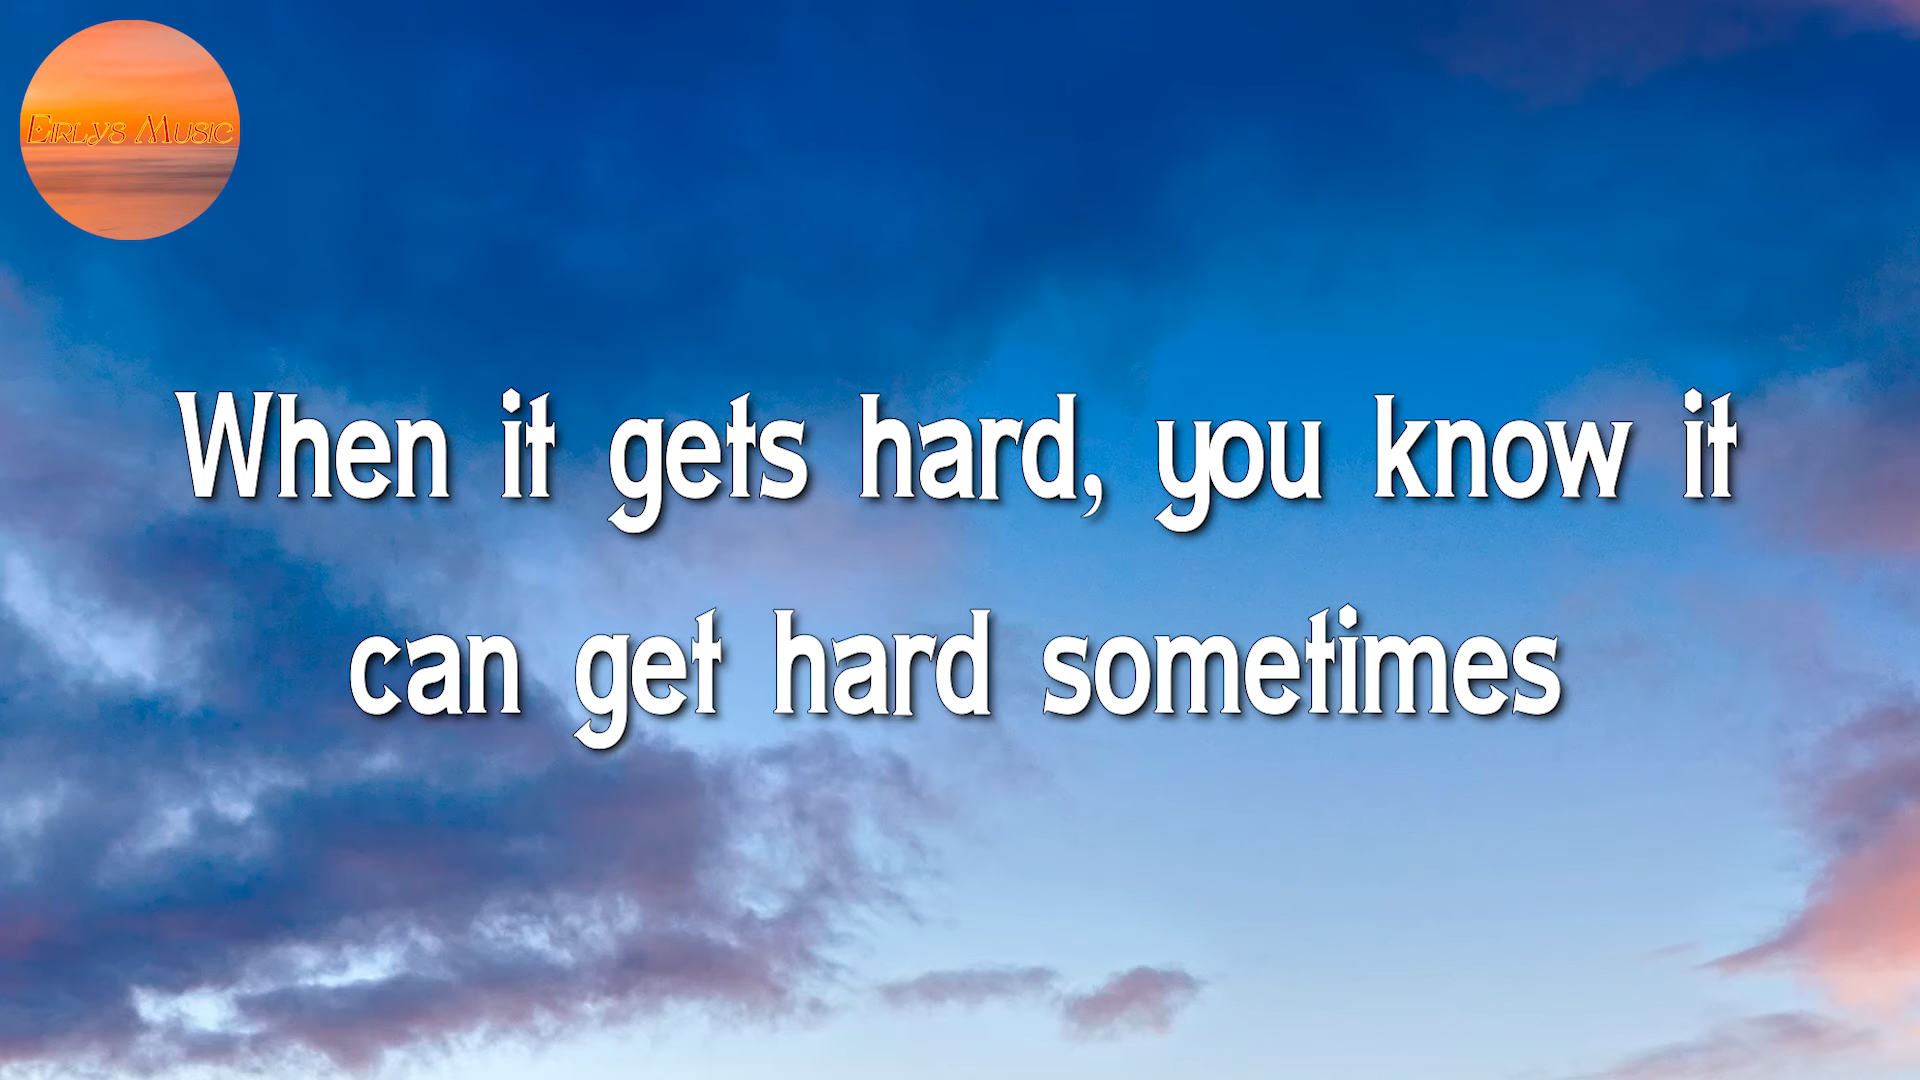 Eirlys Music
When it gets hard, you know it
can get hard sometimes